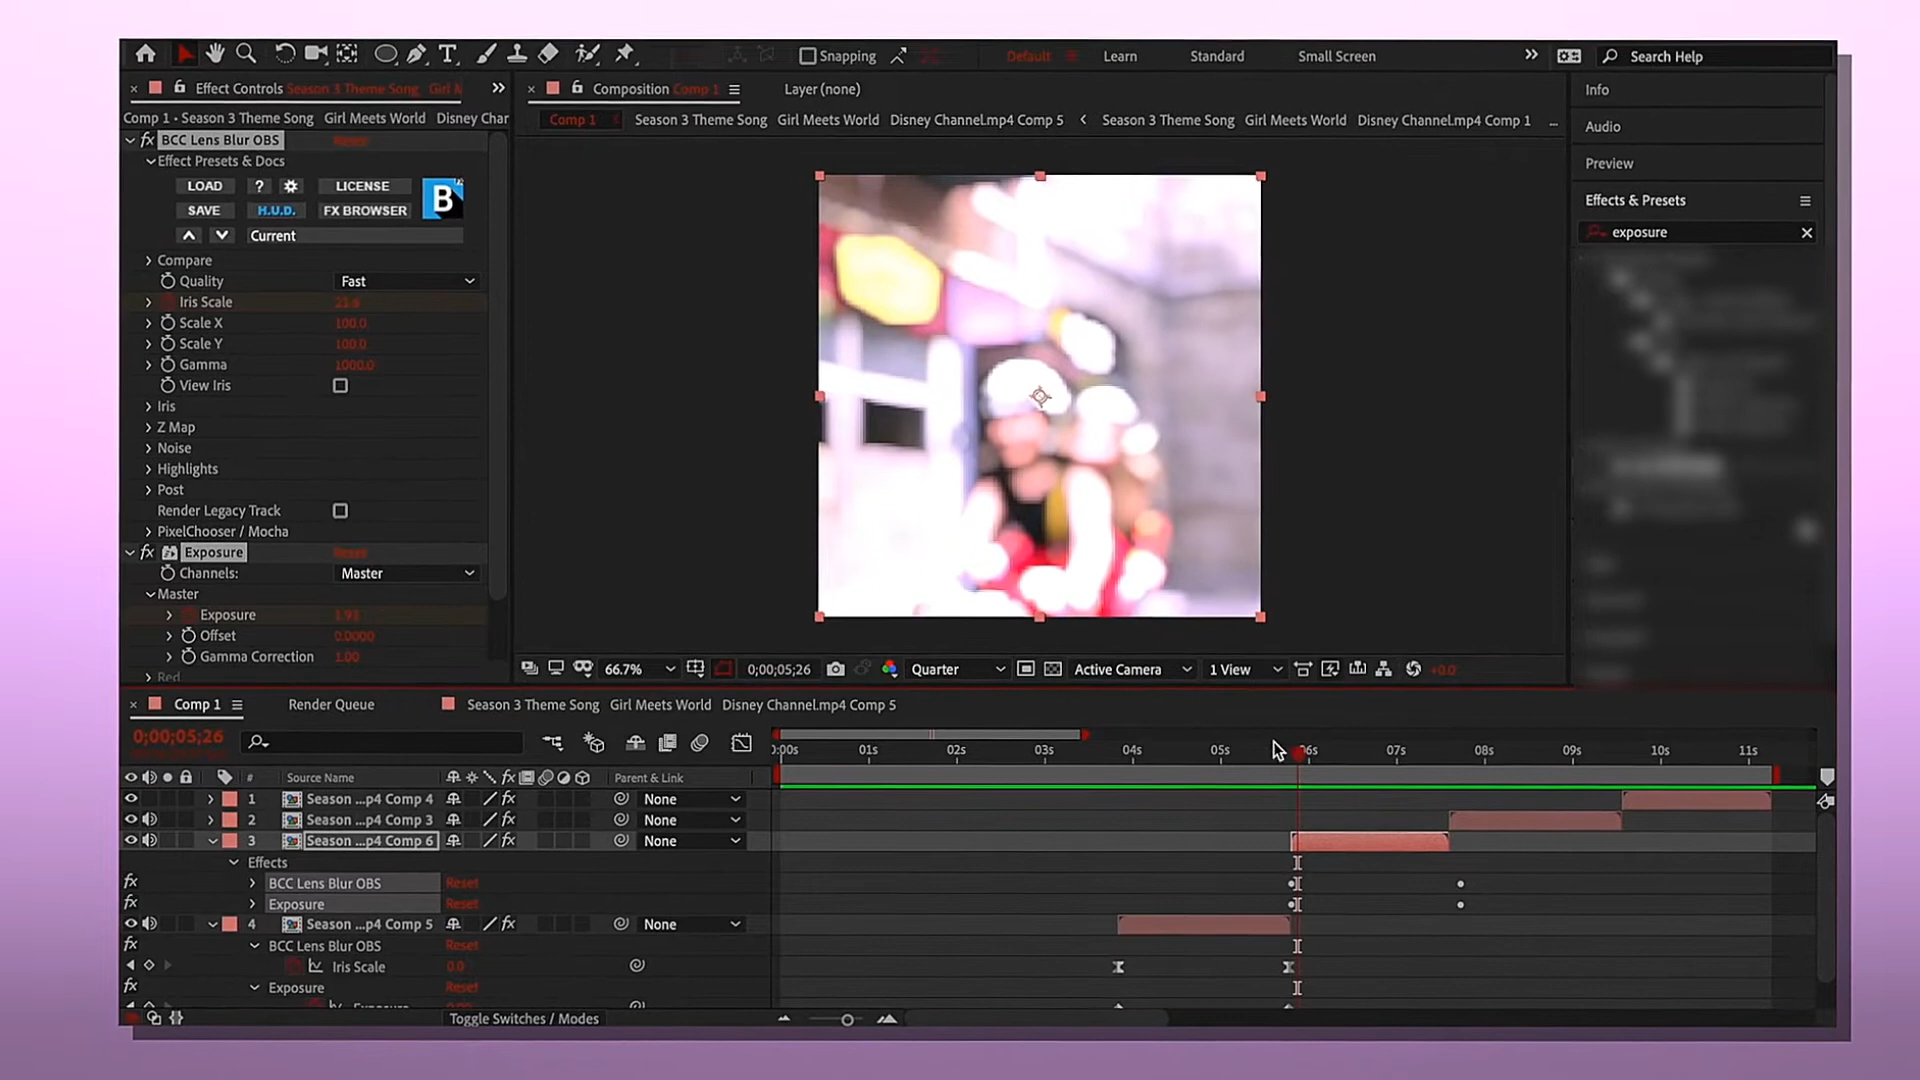 Snapping
Default
Learn
Standard
Small Screen
Search Help
Effect Controls Season 3 Theme Song Girl M
Composition Comp 1
Layer (none)
Info
Comp 1 • Season 3 Theme Song Girl Meets World Disney Char
Comp 1
Season 3 Theme Song Girl Meets World Disney Channel.mp4 Comp 5
Season 3 Theme Song Girl Meets World Disney Channel.mp4 Comp 1
...
Audio
fx BCC Lens Blur OBS Reset
Effect Presets & Docs
Preview
LOAD ? LICENSE
B
Effects & Presets
SAVE H.U.D. FX BROWSER
exposure
Current
Compare
Quality Fast
Iris Scale 21.6
Scale X 100.0
Scale Y 100.0
Gamma 1000.0
View Iris
Iris
Z Map
Noise
Highlights
Post
Render Legacy Track
PixelChooser / Mocha
fx Exposure Reset
Channels: Master
Master
Exposure 1.91
Offset 0.0000
Gamma Correction 1.00
Red
66.7%
0;00;05;26
Quarter
Active Camera
1 View
+0.0
Comp 1
Render Queue
Season 3 Theme Song Girl Meets World Disney Channel.mp4 Comp 5
0;00;05;26
0:00s 01s 02s 03s 04s 05s 06s 07s 08s 09s 10s 11s
# Source Name fx Parent & Link
1 Season ...p4 Comp 4 fx None
2 Season ...p4 Comp 3 fx None
3 Season ...p4 Comp 6 fx None
Effects
fx BCC Lens Blur OBS Reset
fx Exposure Reset
4 Season ...p4 Comp 5 fx None
fx BCC Lens Blur OBS Reset
Iris Scale 0.0
fx Exposure Reset
Toggle Switches / Modes